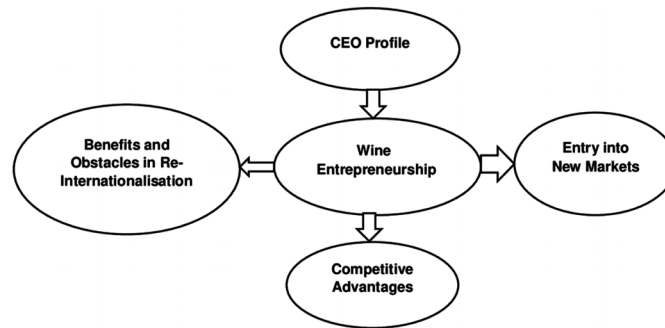 CEO Profile
Benefits and
Obstacles in Re-
Internationalisation
Wine
Entrepreneurship
Entry into
New Markets
Competitive
Advantages